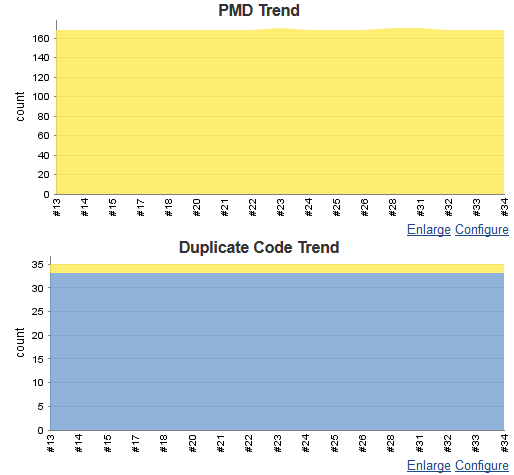 PMD Trend
160
140
120
100
80
60
40
20
0
count
#13 #14 #15 #17 #18 #20 #21 #22 #23 #24 #25 #26 #28 #31 #32 #33 #34
Enlarge Configure
Duplicate Code Trend
35
30
25
20
15
10
5
0
count
#13 #14 #15 #17 #18 #20 #21 #22 #23 #24 #25 #26 #28 #31 #32 #33 #34
Enlarge Configure